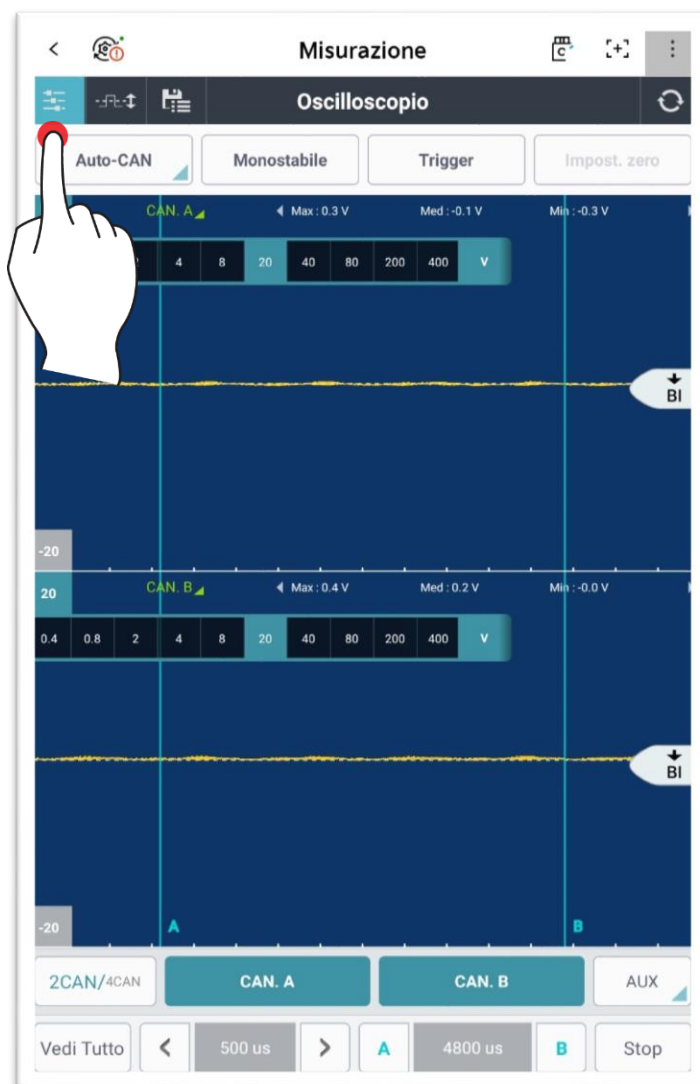 Misurazione
Oscilloscopio
Auto-CAN Monostabile Trigger Impost. zero
CAN. A Max : 0.3 V Med : -0.1 V Min : -0.3 V
4 8 20 40 80 200 400 V
BI
-20
20 CAN. B Max : 0.4 V Med : 0.2 V Min : -0.0 V
0.4 0.8 2 4 8 20 40 80 200 400 V
BI
-20 A B
2CAN/4CAN CAN. A CAN. B AUX
Vedi Tutto < 500 us > A 4800 us B Stop